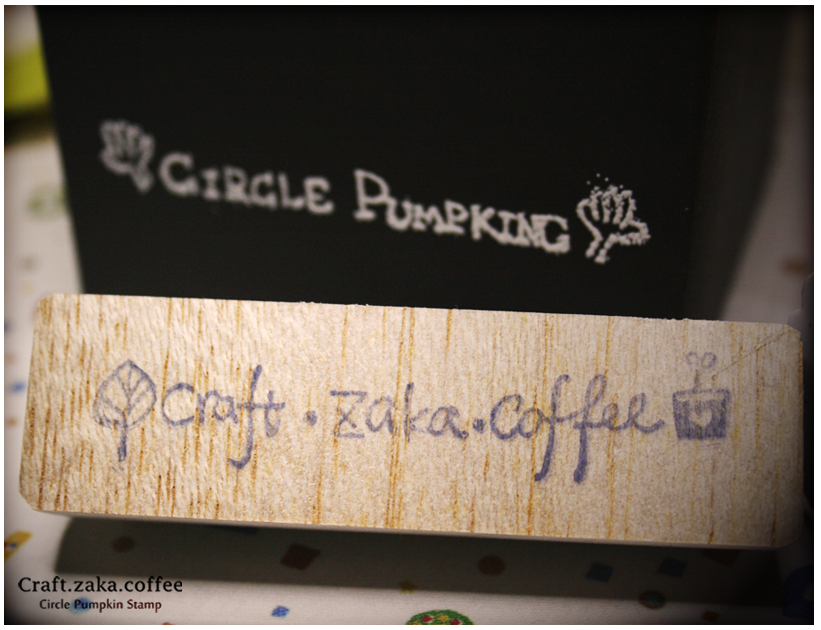 CIRCLE PUMPKING
Craft • Zaka • Coffee
Craft.zaka.coffee
Circle Pumpkin Stamp